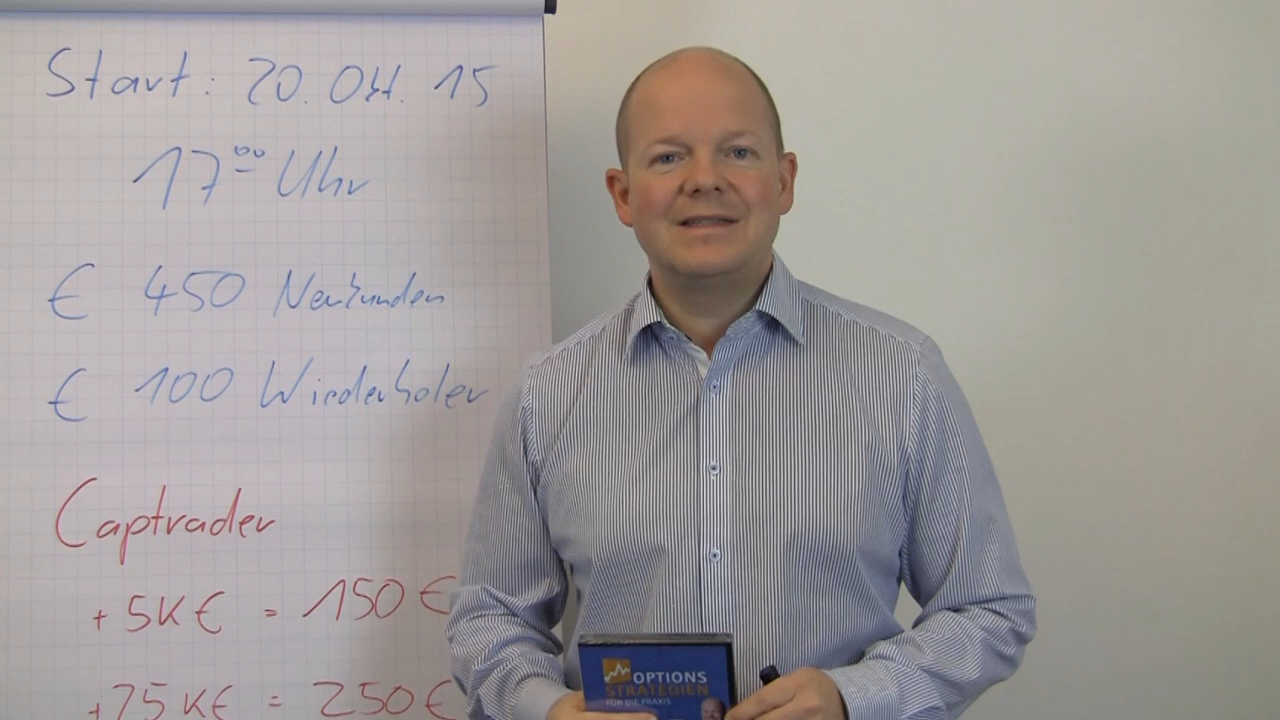 Start: 20. Okt. 15
17⁰⁰ Uhr
€ 450 Neukunden
€ 100 Wiederholer
Captrader
+ 5K€ = 150 €
+ 25K€ = 250 €
OPTIONS
STRATEGIEN
FÜR DIE PRAXIS